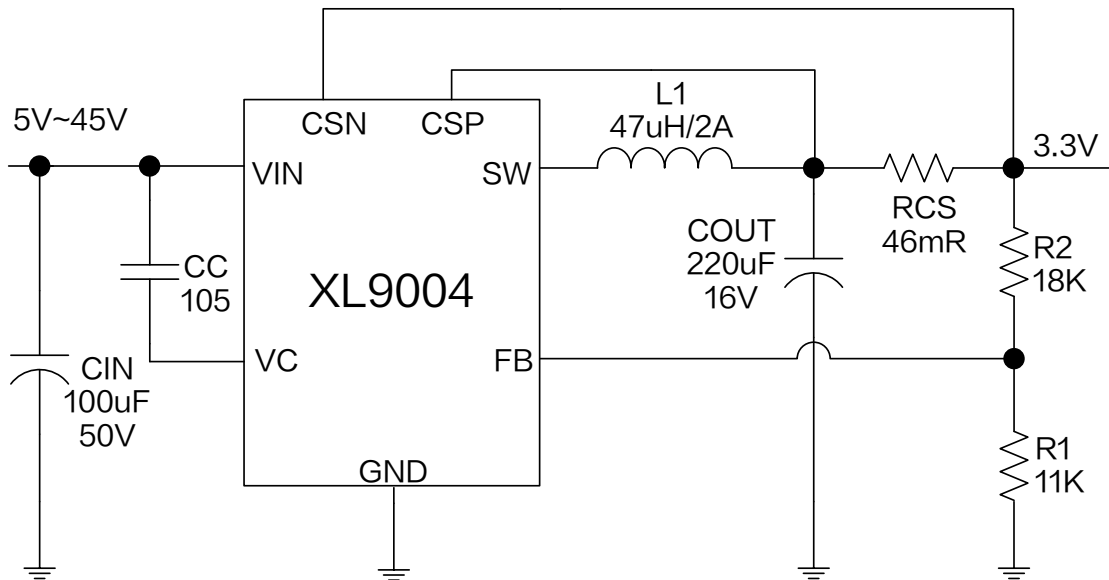 5V~45V
CSN
CSP
L1
47uH/2A
3.3V
VIN
SW
RCS
46mR
COUT
220uF
16V
R2
18K
CC
105
XL9004
VC
FB
CIN
100uF
50V
GND
R1
11K